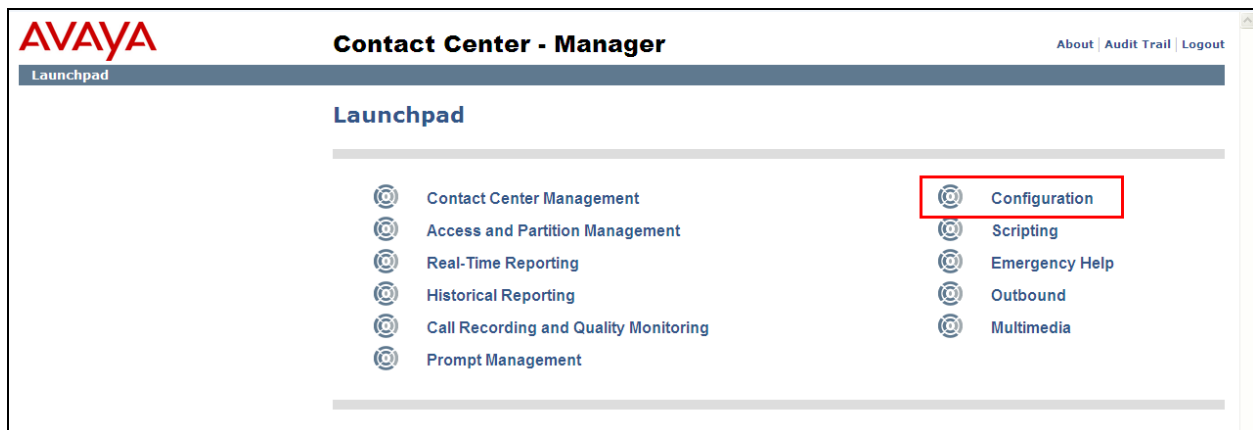 AVAYA
Contact Center - Manager
About | Audit Trail | Logout
Launchpad
Launchpad
Contact Center Management
Access and Partition Management
Real-Time Reporting
Historical Reporting
Call Recording and Quality Monitoring
Prompt Management
Configuration
Scripting
Emergency Help
Outbound
Multimedia